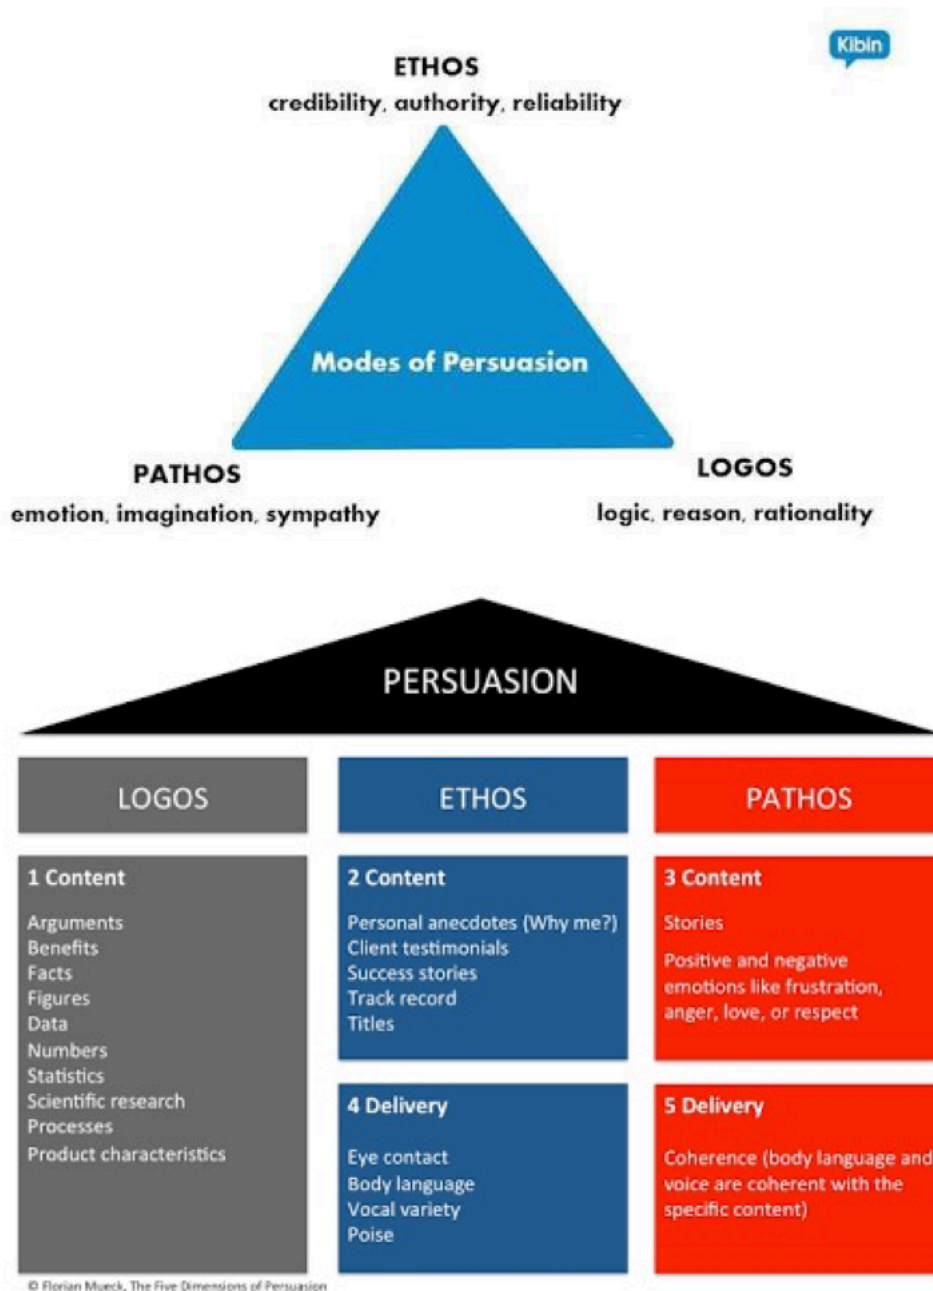 Kibin
ETHOS
credibility, authority, reliability
Modes of Persuasion
PATHOS
emotion, imagination, sympathy
LOGOS
logic, reason, rationality
PERSUASION
LOGOS
1 Content
Arguments
Benefits
Facts
Figures
Data
Numbers
Statistics
Scientific research
Processes
Product characteristics
ETHOS
2 Content
Personal anecdotes (Why me?)
Client testimonials
Success stories
Track record
Titles
4 Delivery
Eye contact
Body language
Vocal variety
Poise
PATHOS
3 Content
Stories
Positive and negative
emotions like frustration,
anger, love, or respect
5 Delivery
Coherence (body language and
voice are coherent with the
specific content)
© Florian Mueck, The Five Dimensions of Persuasion